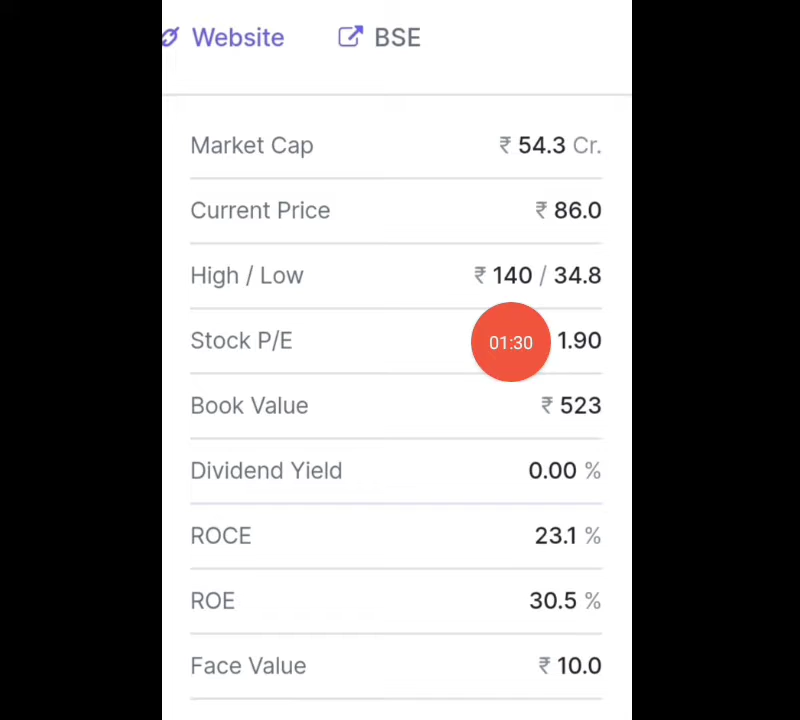 Website BSE
Market Cap ₹ 54.3 Cr.
Current Price ₹ 86.0
High / Low ₹ 140 / 34.8
Stock P/E 01:30 1.90
Book Value ₹ 523
Dividend Yield 0.00 %
ROCE 23.1 %
ROE 30.5 %
Face Value ₹ 10.0